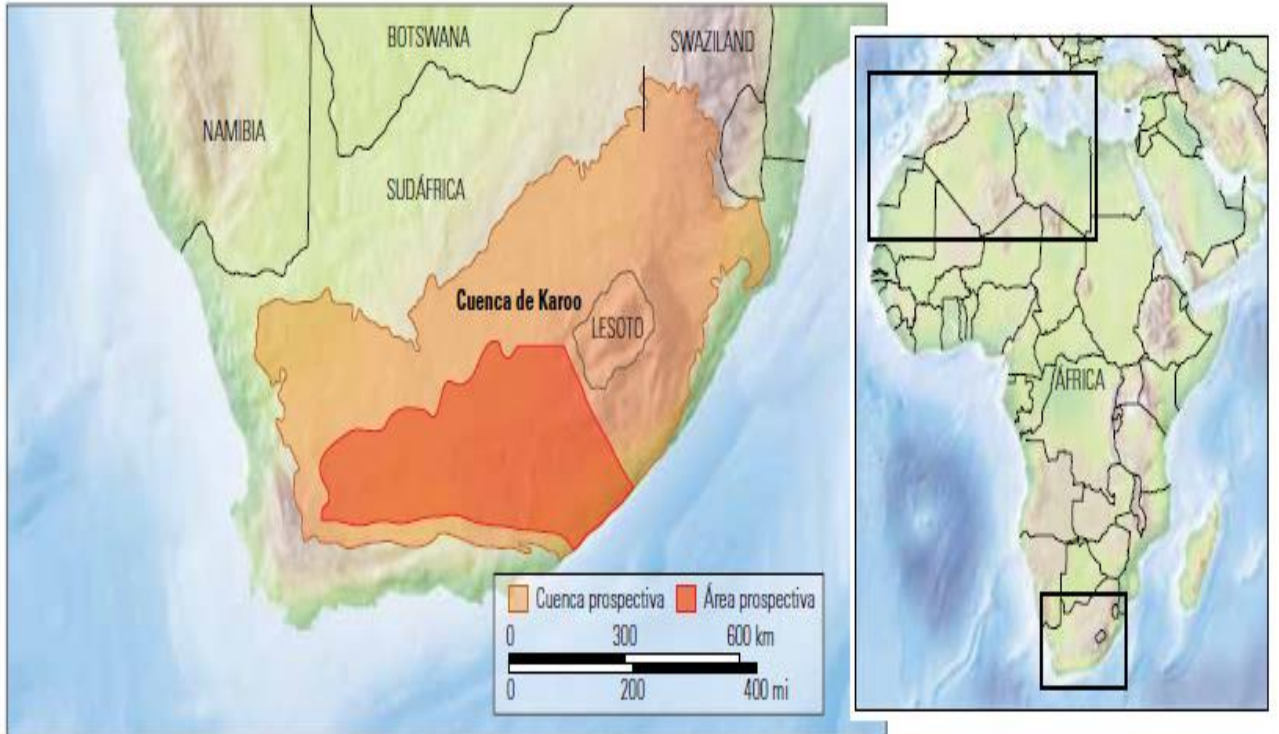 BOTSWANA
SWAZILAND
NAMIBIA
SUDÁFRICA
Cuenca de Karoo
LESOTO
Cuenca prospectiva Área prospectiva
0 300 600 km
0 200 400 mi
ÁFRICA